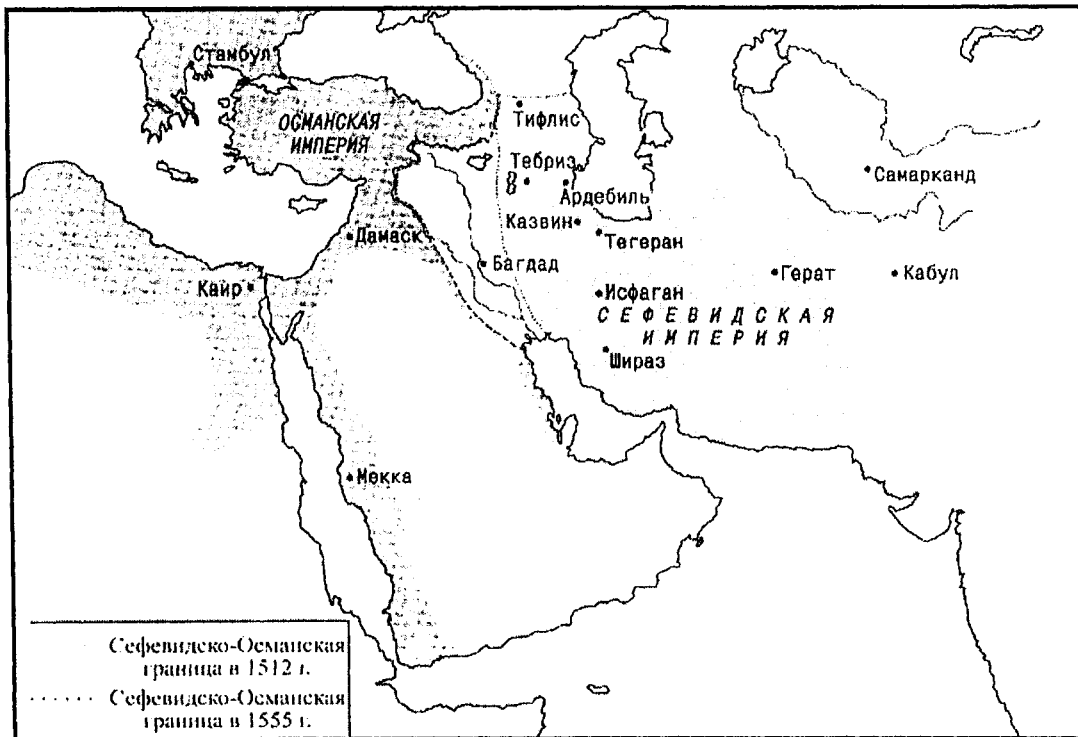 Стамбул
ОСМАНСКАЯ
ИМПЕРИЯ
Тифлис
Тебриз
Ардебиль
Самарканд
Казвин
Тегеран
Дамаск
Багдад
Герат
Кабул
Каир
Исфаган
СЕФЕВИДСКАЯ
ИМПЕРИЯ
Шираз
Мекка
Сефевидско-Османская
граница в 1512 г.
Сефевидско-Османская
граница в 1555 г.